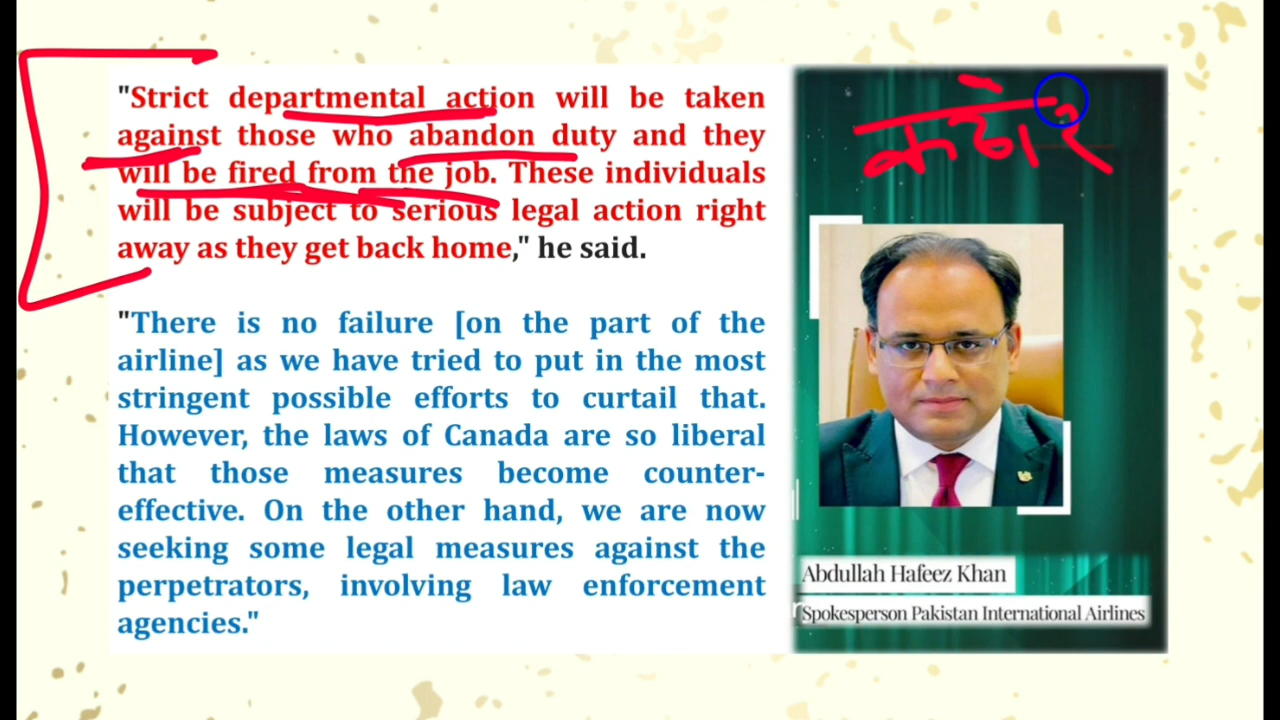 "Strict departmental action will be taken
against those who abandon duty and they
will be fired from the job. These individuals
will be subject to serious legal action right
away as they get back home," he said.
"There is no failure [on the part of the
airline] as we have tried to put in the most
stringent possible efforts to curtail that.
However, the laws of Canada are so liberal
that those measures become counter-
effective. On the other hand, we are now
seeking some legal measures against the
perpetrators, involving law enforcement
agencies."
कठोर
Abdullah Hafeez Khan
Spokesperson Pakistan International Airlines